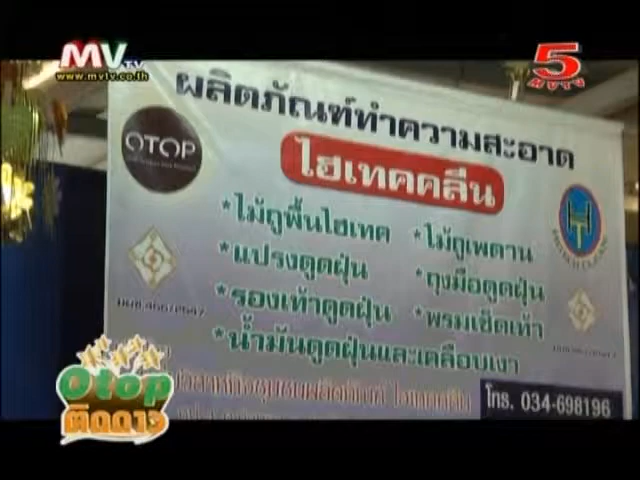 MVTV
www.mvtv.co.th
5
ผลิตภัณฑ์ทำความสะอาด
OTOP
ไฮเทคคลีน
*ไม้ถูพื้นไฮเทค *ไม้ถูเพดาน
*แปรงดูดฝุ่น *ถุงมือดูดฝุ่น
*รองเท้าดูดฝุ่น *พรมเช็ดเท้า
*น้ำมันดูดฝุ่นและเคลือบเงา
โทร. 034-698196
Otop
ติดดาว